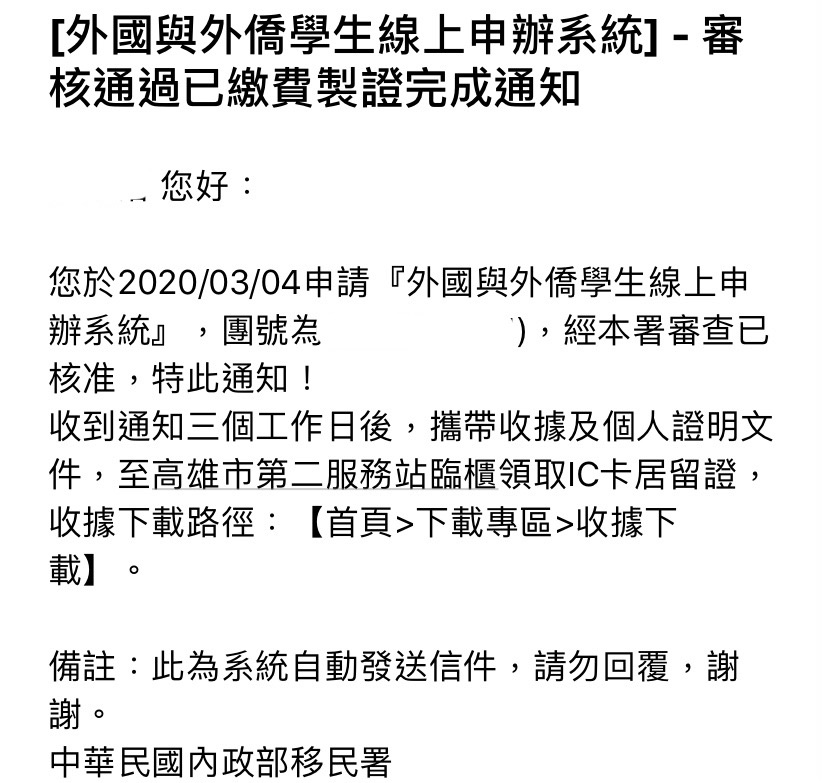 [外國與外僑學生線上申辦系統] - 審
核通過已繳費製證完成通知
您好：
您於2020/03/04申請『外國與外僑學生線上申
辦系統』，團號為 )，經本署審查已
核准，特此通知！
收到通知三個工作日後，攜帶收據及個人證明文
件，至高雄市第二服務站臨櫃領取IC卡居留證，
收據下載路徑：【首頁>下載專區>收據下
載】。
備註：此為系統自動發送信件，請勿回覆，謝
謝。
中華民國內政部移民署